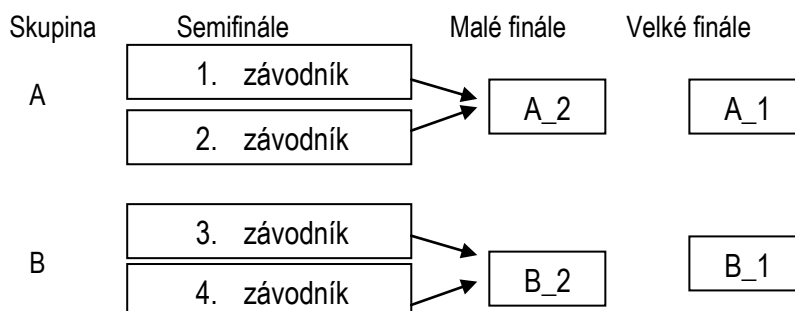 Skupina Semifinále Malé finále Velké finále
1. závodník
A A_2 A_1
2. závodník
3. závodník
B B_2 B_1
4. závodník